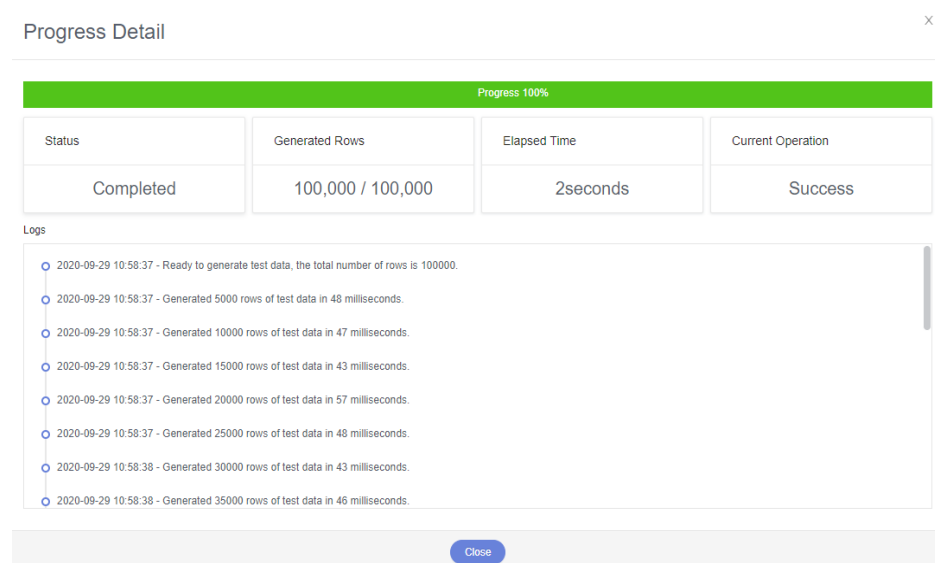 Progress Detail
X
Progress 100%
Status
Generated Rows
Elapsed Time
Current Operation
Completed
100,000 / 100,000
2seconds
Success
Logs
2020-09-29 10:58:37 - Ready to generate test data, the total number of rows is 100000.
2020-09-29 10:58:37 - Generated 5000 rows of test data in 48 milliseconds.
2020-09-29 10:58:37 - Generated 10000 rows of test data in 47 milliseconds.
2020-09-29 10:58:37 - Generated 15000 rows of test data in 43 milliseconds.
2020-09-29 10:58:37 - Generated 20000 rows of test data in 57 milliseconds.
2020-09-29 10:58:37 - Generated 25000 rows of test data in 48 milliseconds.
2020-09-29 10:58:38 - Generated 30000 rows of test data in 43 milliseconds.
2020-09-29 10:58:38 - Generated 35000 rows of test data in 46 milliseconds.
Close